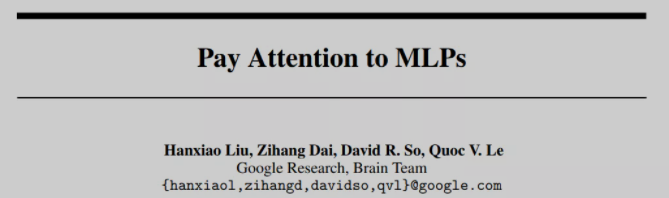 Pay Attention to MLPs
Hanxiao Liu, Zihang Dai, David R. So, Quoc V. Le
Google Research, Brain Team
{hanxiaol,zihangd,davidso,qvl}@google.com